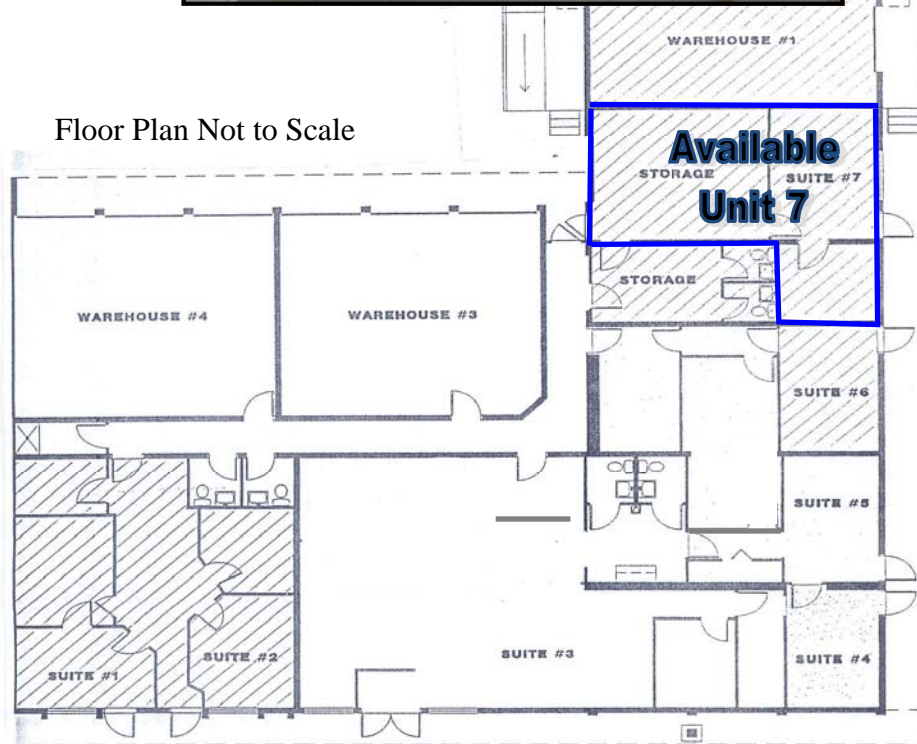 WAREHOUSE #1
Floor Plan Not to Scale
Available
STORAGE
SUITE #7
Unit 7
STORAGE
WAREHOUSE #4
WAREHOUSE #3
SUITE #6
SUITE #5
SUITE #3
SUITE #2
SUITE #4
SUITE #1